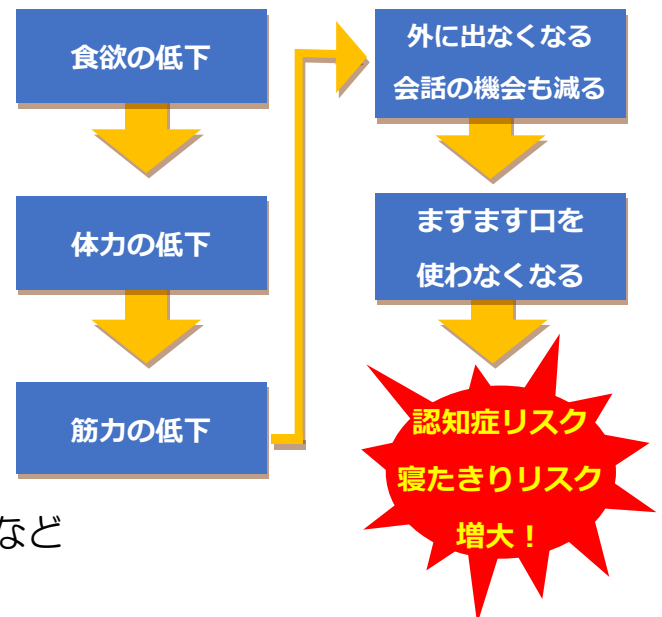 食欲の低下
体力の低下
筋力の低下
など
外に出なくなる
会話の機会も減る
ますます口を
使わなくなる
認知症リスク
寝たきりリスク
増大！